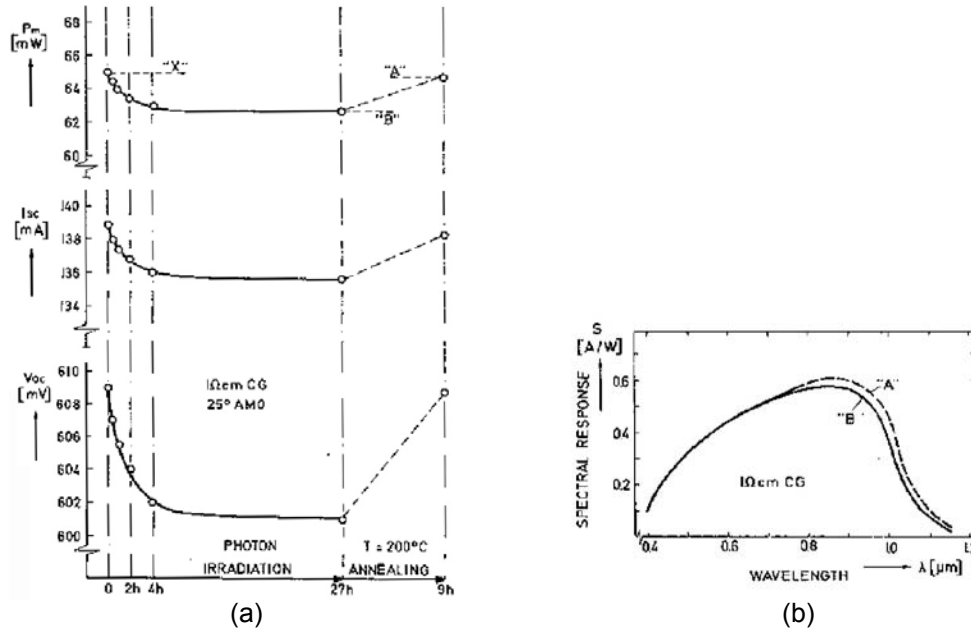 Pm
[mW]
66
64
62
60
"X"
"A"
"B"
Isc
[mA]
140
138
136
134
Voc
[mV]
610
608
606
604
602
600
1Ωcm CG
25° AM0
PHOTON
IRRADIATION
T = 200°C
ANNEALING
0 2h 4h 27h 9h
(a)
S
[A/W]
SPECTRAL RESPONSE
0.6
0.4
0.2
"A"
"B"
1Ωcm CG
0.4 0.6 0.8 1.0 1.2
WAVELENGTH λ [μm]
(b)